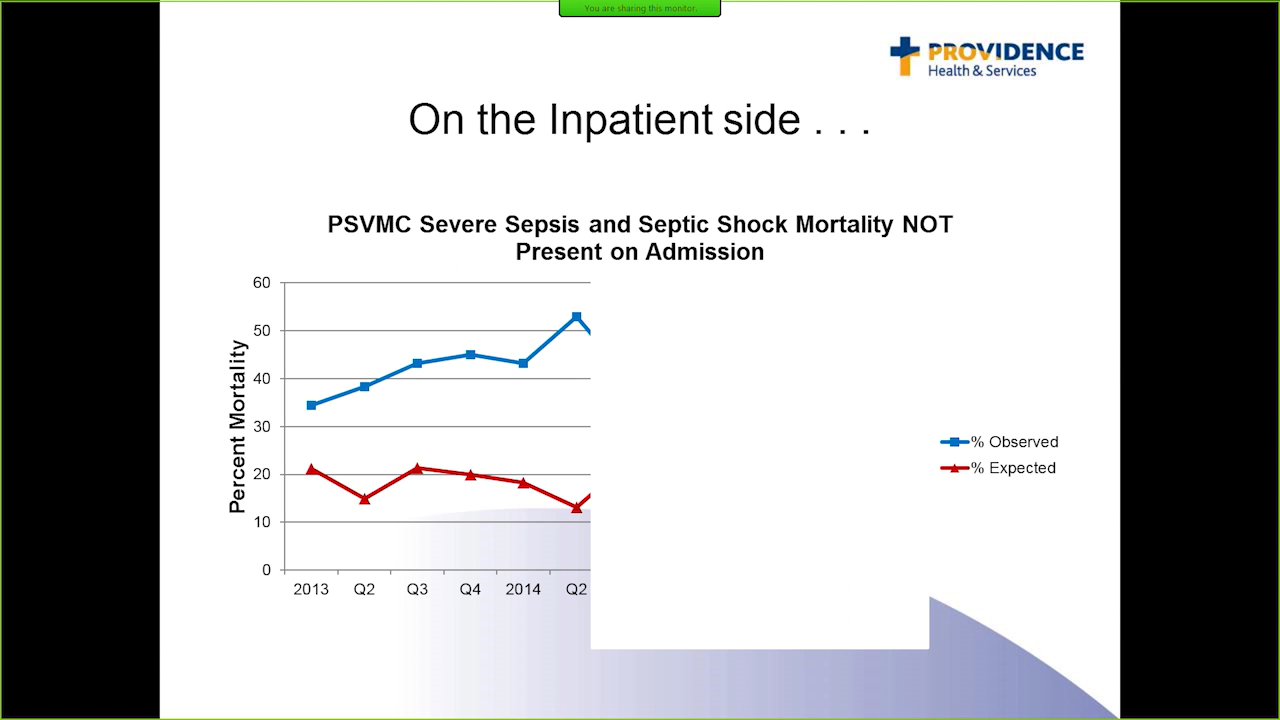 You are sharing this monitor.
PROVIDENCE
Health & Services
On the Inpatient side . . .
PSVMC Severe Sepsis and Septic Shock Mortality NOT
Present on Admission
Percent Mortality
60
50
40
30
20
10
0
2013 Q2 Q3 Q4 2014 Q2
% Observed
% Expected